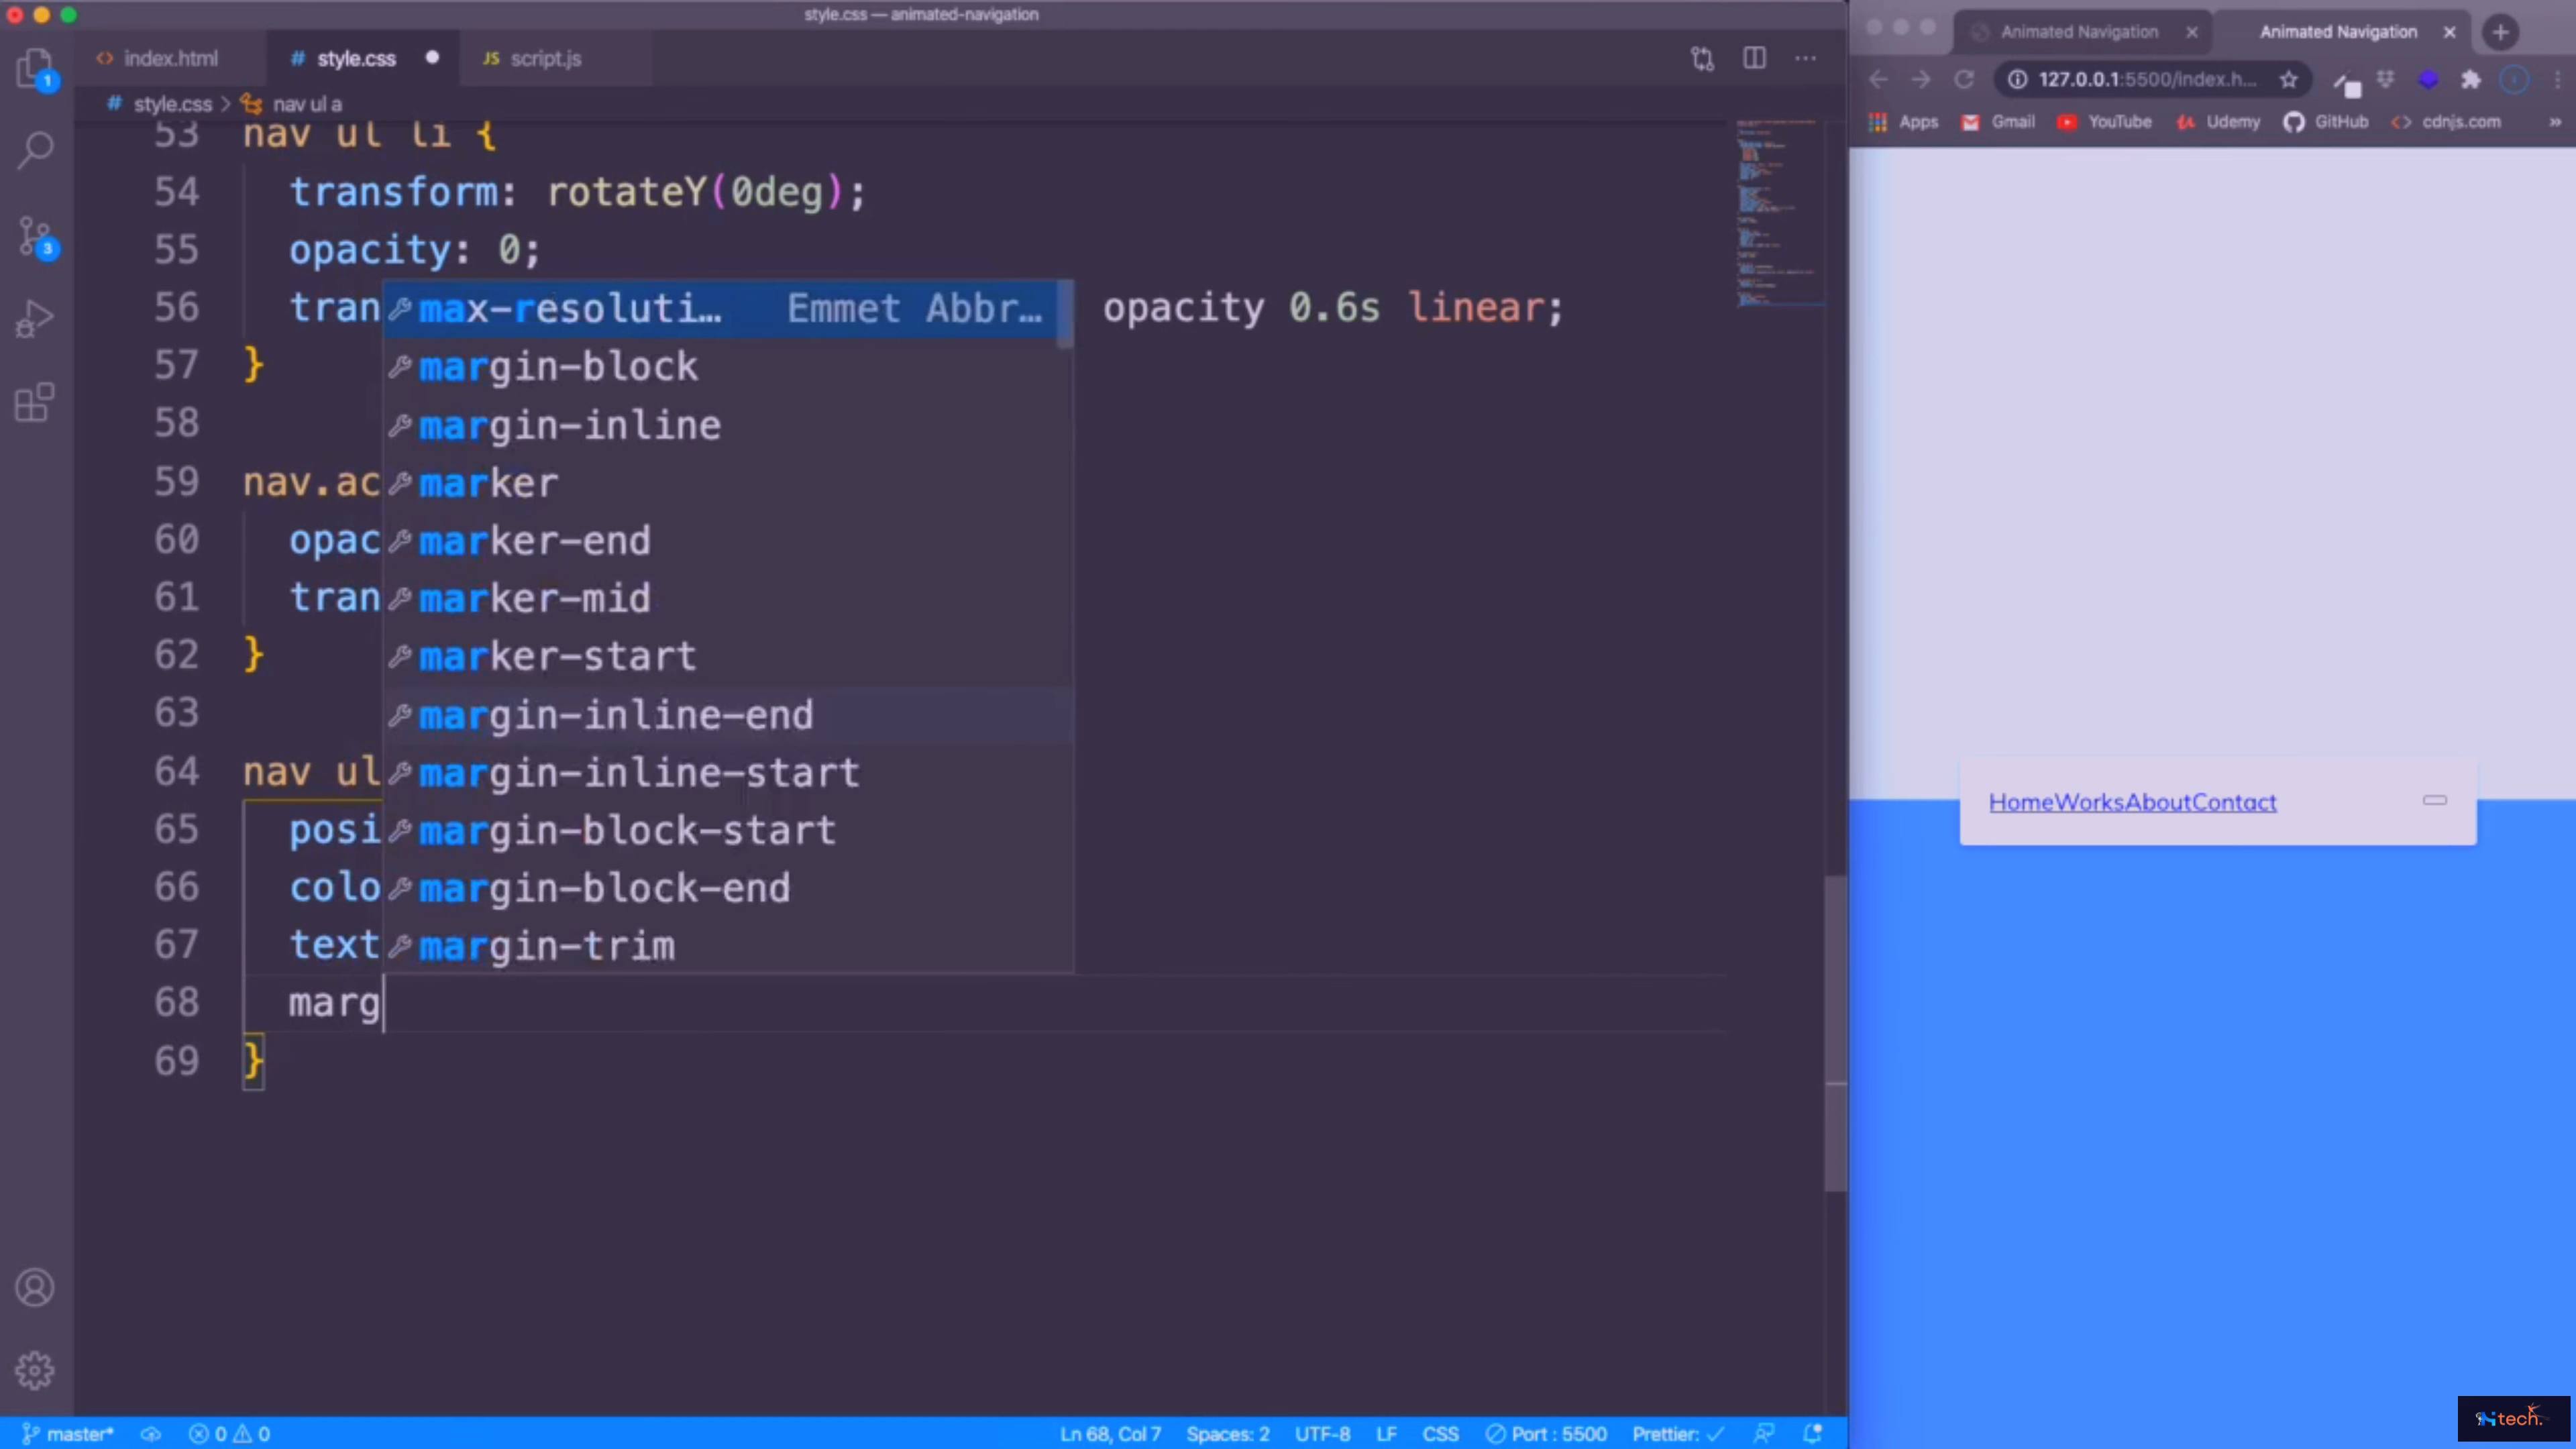 style.css — animated-navigation
index.html
style.css
script.js
style.css > nav ul a
53 nav ul li {
54 transform: rotateY(0deg);
55 opacity: 0;
56 tran opacity 0.6s linear;
57 }
58
59 nav.ac
60 opac
61 tran
62 }
63
64 nav ul
65 posi
66 colo
67 text
68 marg
69 }
max-resoluti… Emmet Abbr…
margin-block
margin-inline
marker
marker-end
marker-mid
marker-start
margin-inline-end
margin-inline-start
margin-block-start
margin-block-end
margin-trim
1
3
master*
0 0
Ln 68, Col 7
Spaces: 2
UTF-8
LF
CSS
Port : 5500
Prettier: ✓
Animated Navigation
Animated Navigation
127.0.0.1:5500/index.h...
Apps Gmail YouTube Udemy GitHub cdnjs.com »
HomeWorksAboutContact
tech.